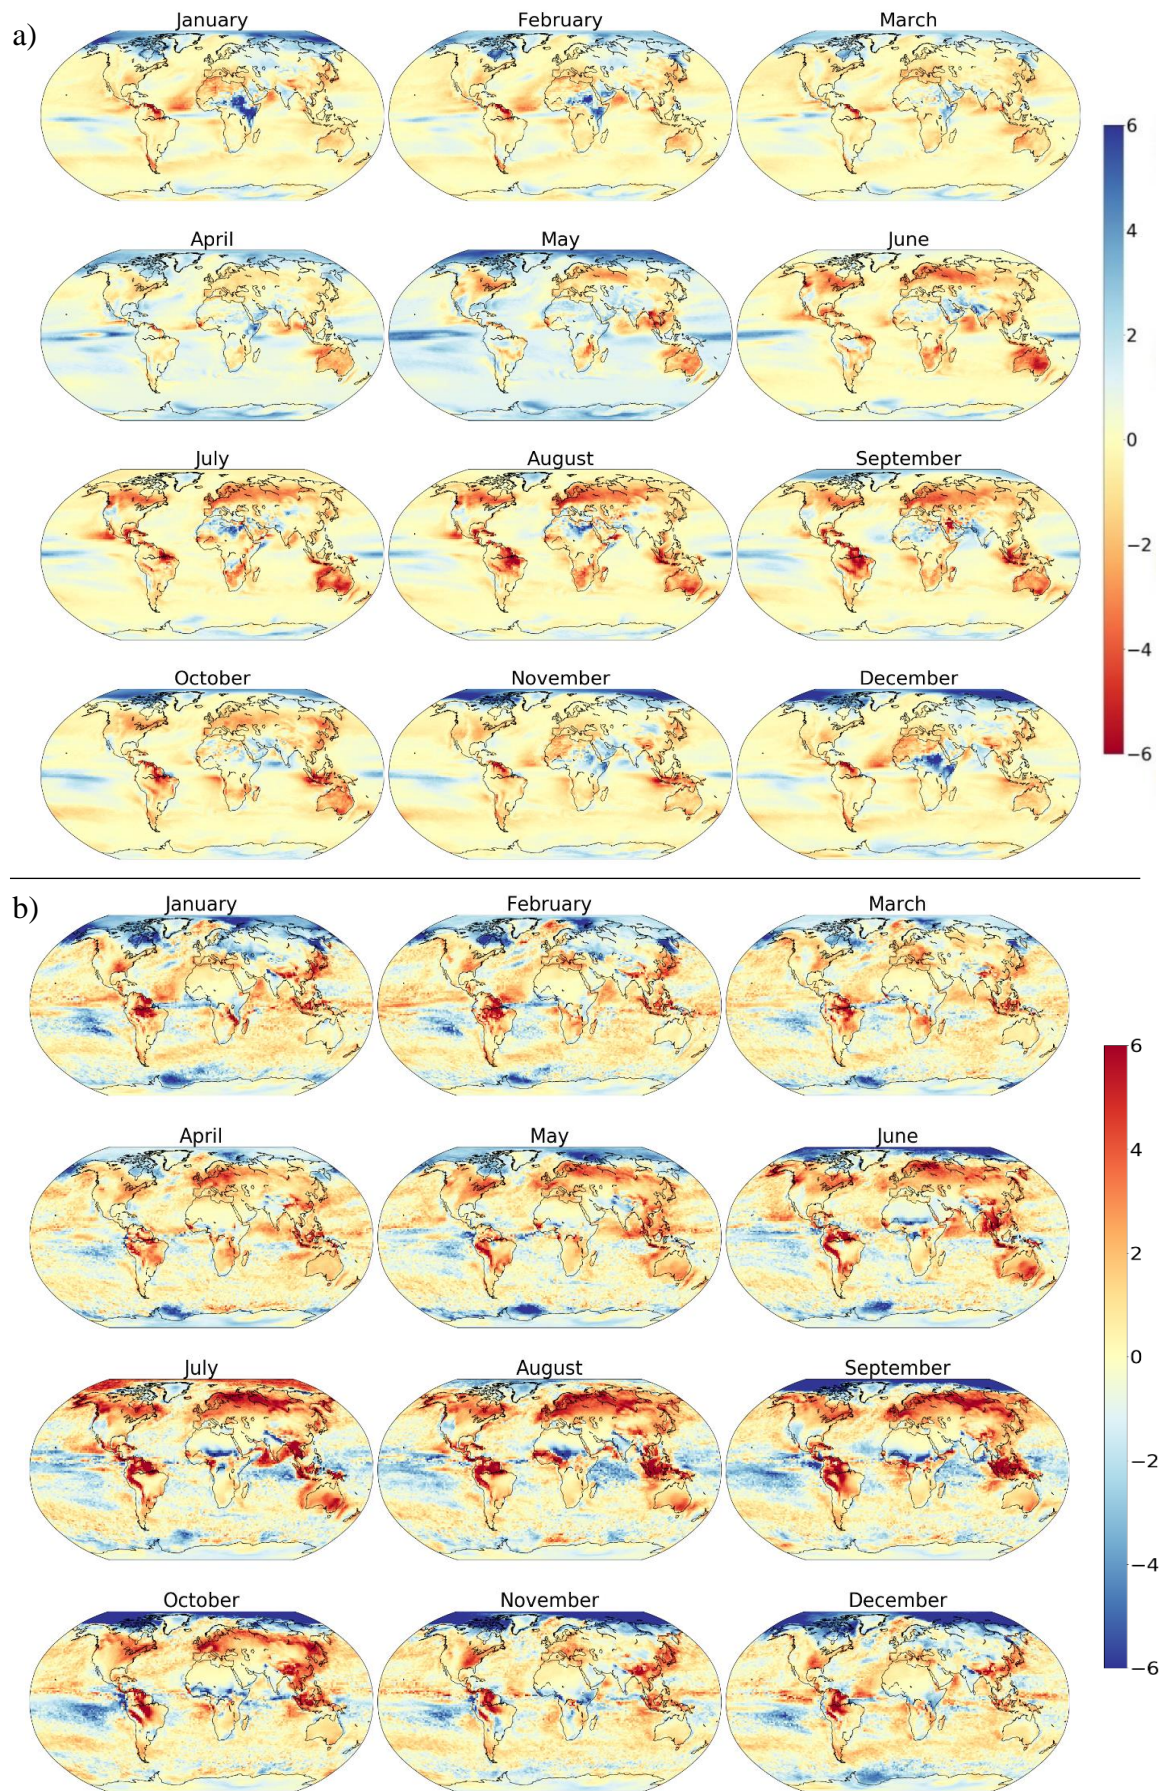 a)
January February March
April May June
July August September
October November December
6
4
2
0
−2
−4
−6
b)
January February March
April May June
July August September
October November December
6
4
2
0
−2
−4
−6